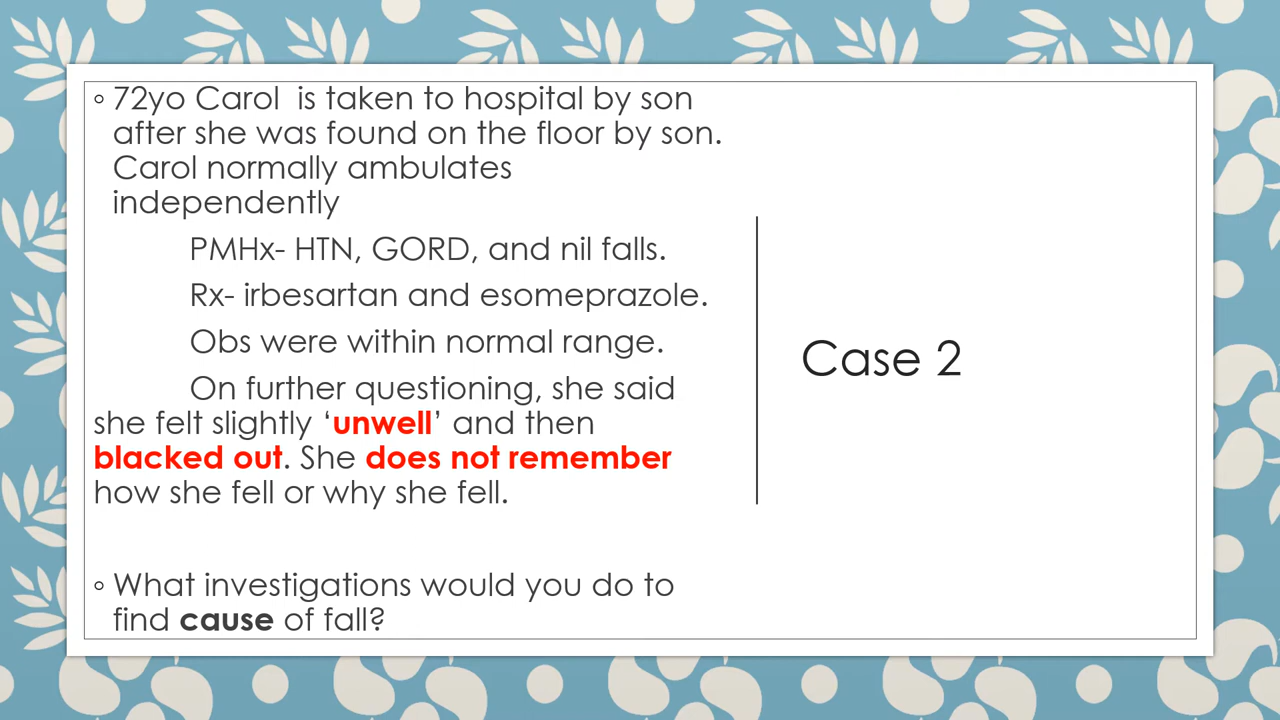 ◦ 72yo Carol  is taken to hospital by son
after she was found on the floor by son.
Carol normally ambulates
independently
PMHx- HTN, GORD, and nil falls.
Rx- irbesartan and esomeprazole.
Obs were within normal range.
On further questioning, she said
she felt slightly ‘unwell’ and then
blacked out. She does not remember
how she fell or why she fell.
◦ What investigations would you do to
find cause of fall?
Case 2